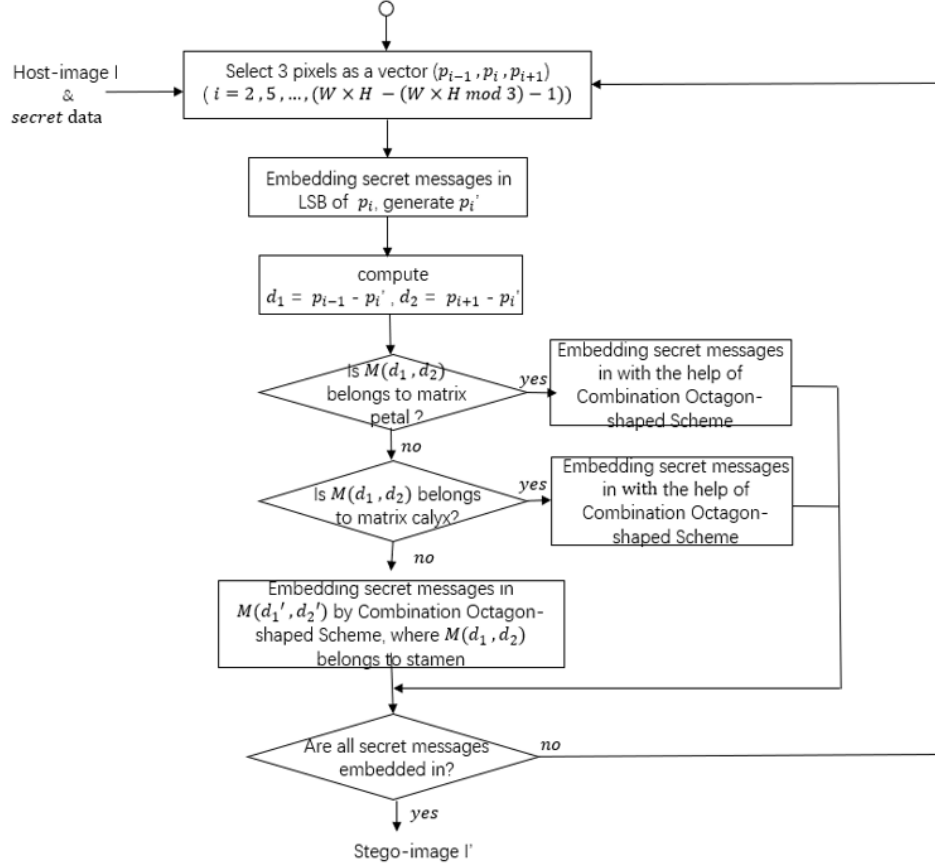 Host-image I
&
secret data
Select 3 pixels as a vector (p_{i-1}, p_i, p_{i+1})
( i = 2 , 5 , ..., (W × H − (W × H mod 3) − 1))
Embedding secret messages in
LSB of p_i, generate p_i'
compute
d_1 = p_{i-1} - p_i' , d_2 = p_{i+1} - p_i'
Is M(d_1 , d_2)
belongs to matrix
petal ?
yes
Embedding secret messages
in with the help of
Combination Octagon-
shaped Scheme
no
Is M(d_1 , d_2) belongs
to matrix calyx?
yes
Embedding secret messages
in with the help of
Combination Octagon-
shaped Scheme
no
Embedding secret messages in
M(d_1', d_2') by Combination Octagon-
shaped Scheme, where M(d_1, d_2)
belongs to stamen
Are all secret messages
embedded in?
no
yes
Stego-image I'